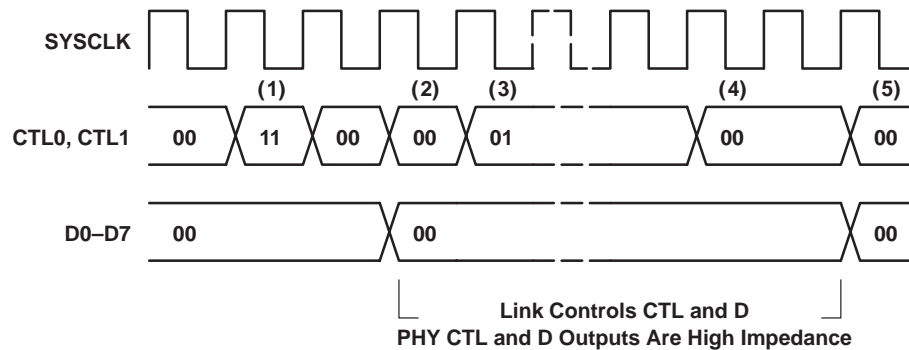 SYSCLK
(1) (2) (3) (4) (5)
CTL0, CTL1 00 11 00 00 01 00 00
D0–D7 00 00 00
Link Controls CTL and D
PHY CTL and D Outputs Are High Impedance